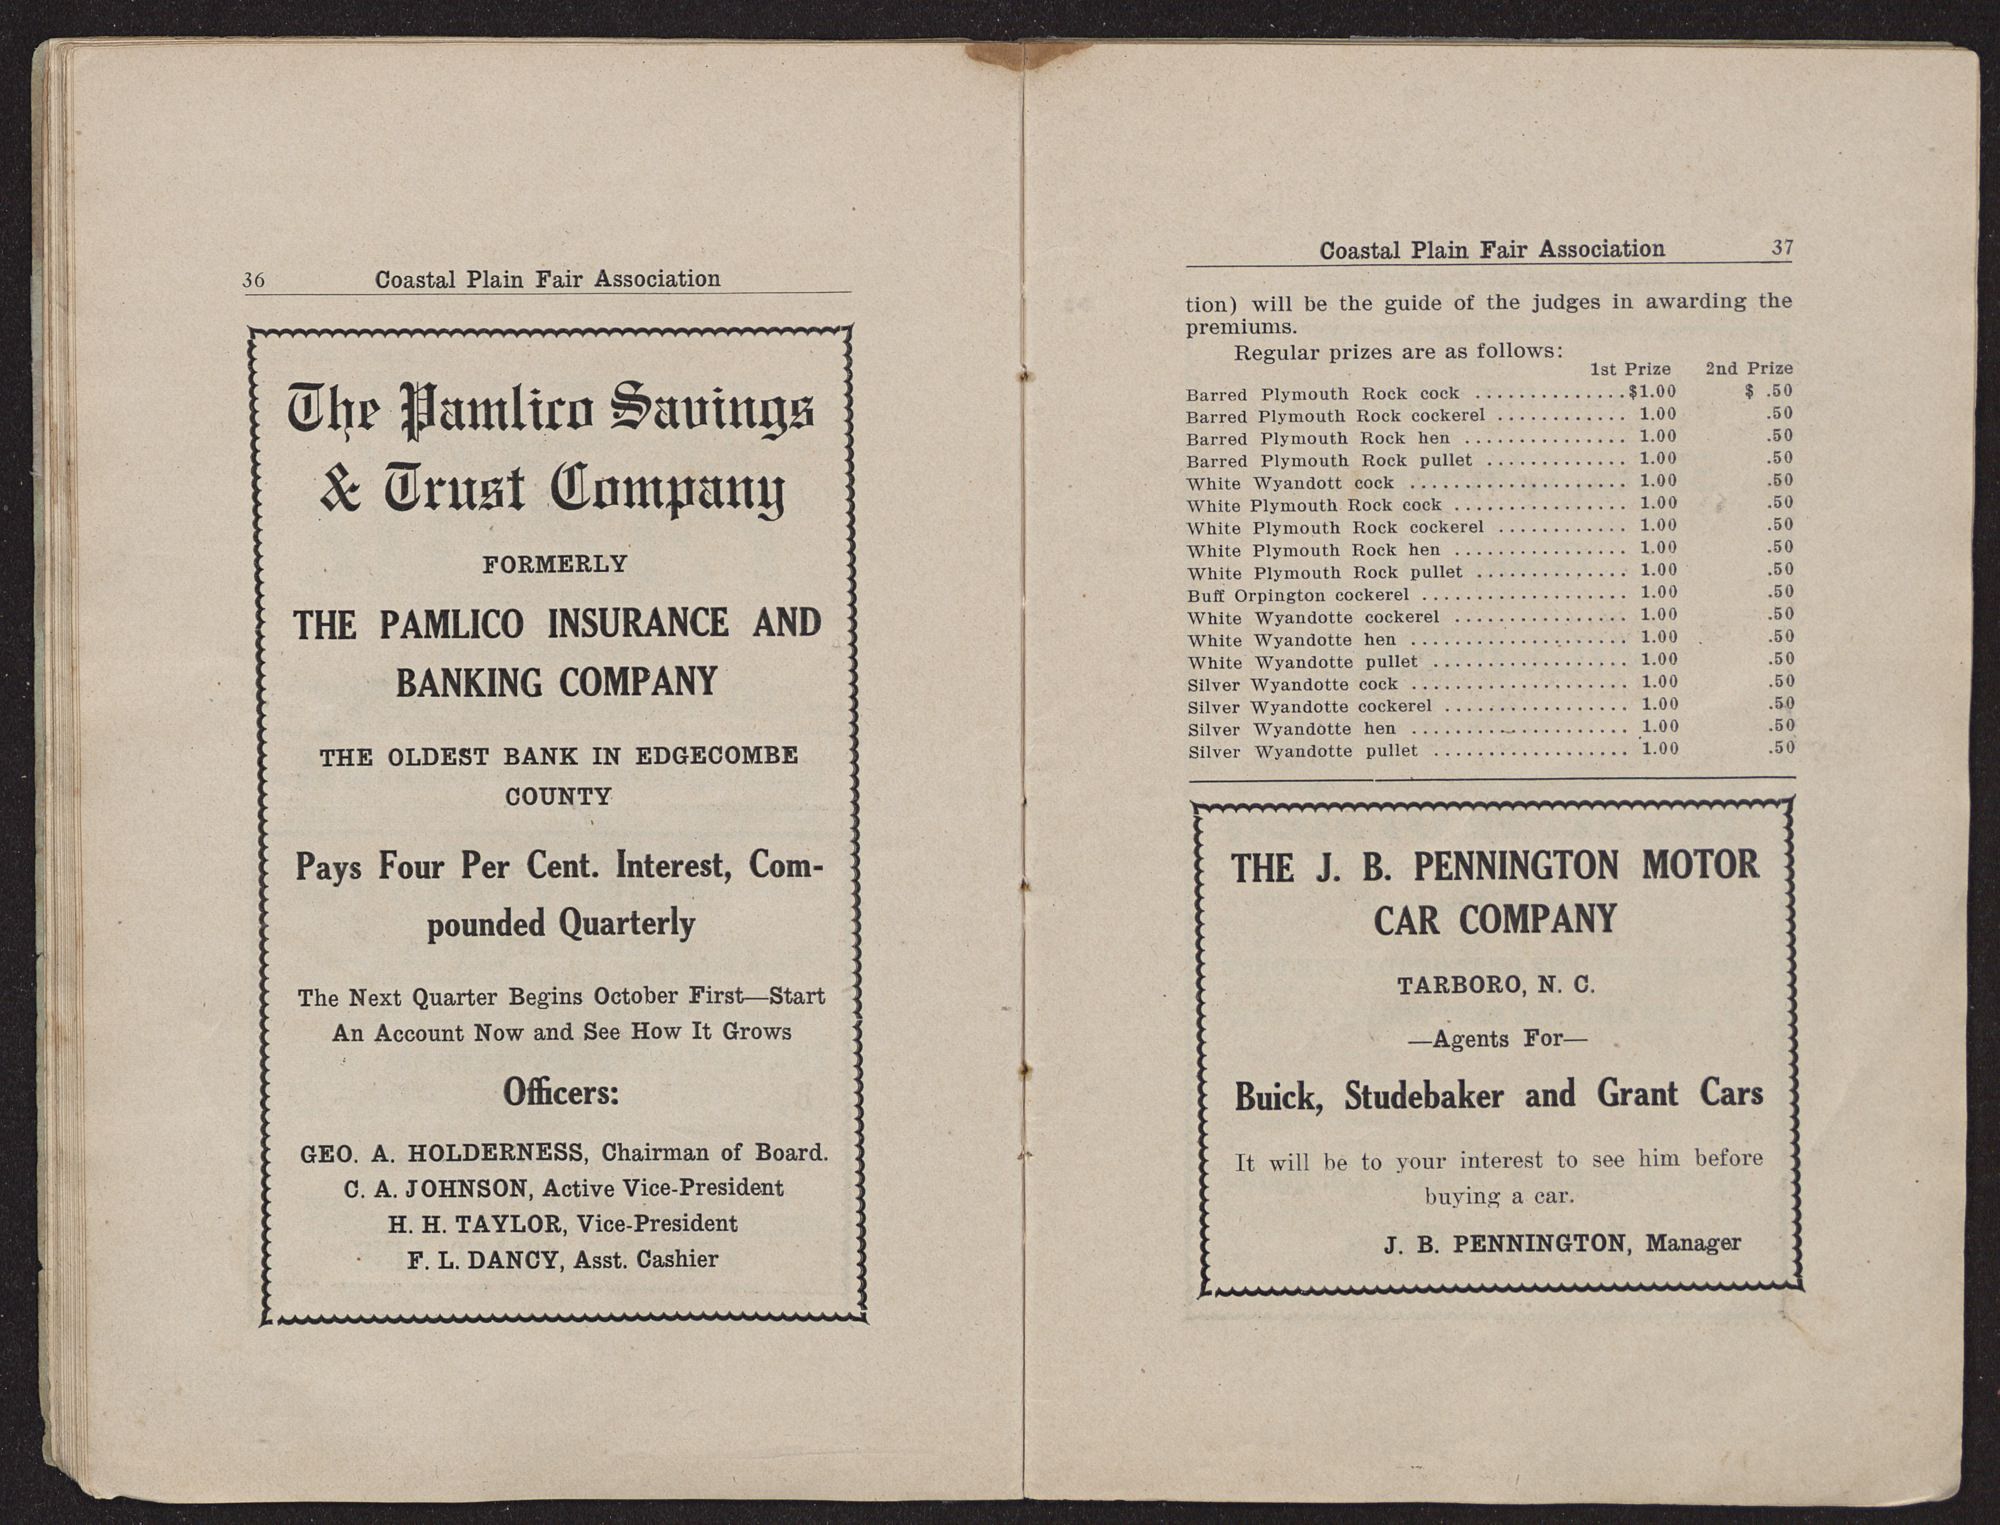 36 Coastal Plain Fair Association
The Pamlico Savings
& Trust Company
FORMERLY
THE PAMLICO INSURANCE AND
BANKING COMPANY
THE OLDEST BANK IN EDGECOMBE
COUNTY
Pays Four Per Cent. Interest, Com-
pounded Quarterly
The Next Quarter Begins October First—Start
An Account Now and See How It Grows
Officers:
GEO. A. HOLDERNESS, Chairman of Board.
C. A. JOHNSON, Active Vice-President
H. H. TAYLOR, Vice-President
F. L. DANCY, Asst. Cashier
Coastal Plain Fair Association 37
tion) will be the guide of the judges in awarding the
premiums.
Regular prizes are as follows:
1st Prize 2nd Prize
Barred Plymouth Rock cock ..............$1.00 $ .50
Barred Plymouth Rock cockerel ............ 1.00 .50
Barred Plymouth Rock hen ............... 1.00 .50
Barred Plymouth Rock pullet ............. 1.00 .50
White Wyandott cock .................... 1.00 .50
White Plymouth Rock cock ................ 1.00 .50
White Plymouth Rock cockerel ............ 1.00 .50
White Plymouth Rock hen ................ 1.00 .50
White Plymouth Rock pullet .............. 1.00 .50
Buff Orpington cockerel ................... 1.00 .50
White Wyandotte cockerel ................ 1.00 .50
White Wyandotte hen .................... 1.00 .50
White Wyandotte pullet .................. 1.00 .50
Silver Wyandotte cock .................... 1.00 .50
Silver Wyandotte cockerel ................. 1.00 .50
Silver Wyandotte hen .................... 1.00 .50
Silver Wyandotte pullet .................. 1.00 .50
THE J. B. PENNINGTON MOTOR
CAR COMPANY
TARBORO, N. C.
—Agents For—
Buick, Studebaker and Grant Cars
It will be to your interest to see him before
buying a car.
J. B. PENNINGTON, Manager